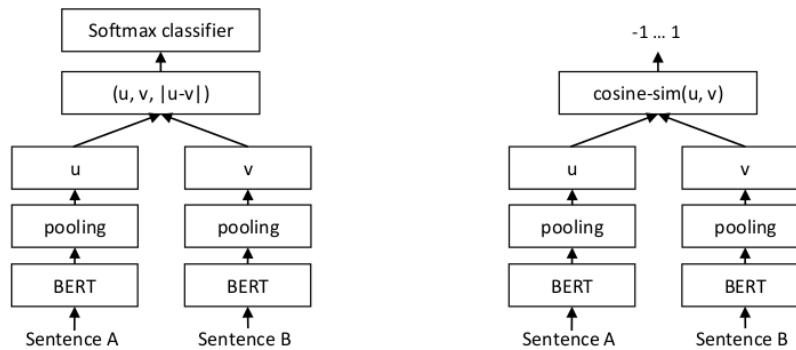 Softmax classifier
(u, v, |u-v|)
u
v
pooling
pooling
BERT
BERT
Sentence A
Sentence B
-1 … 1
cosine-sim(u, v)
u
v
pooling
pooling
BERT
BERT
Sentence A
Sentence B